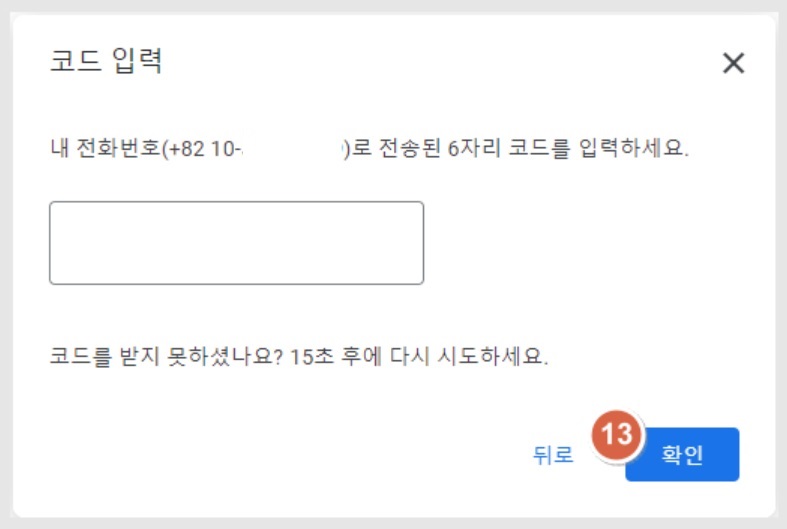 코드 입력
내 전화번호(+82 10- )로 전송된 6자리 코드를 입력하세요.
코드를 받지 못하셨나요? 15초 후에 다시 시도하세요.
뒤로 13 확인